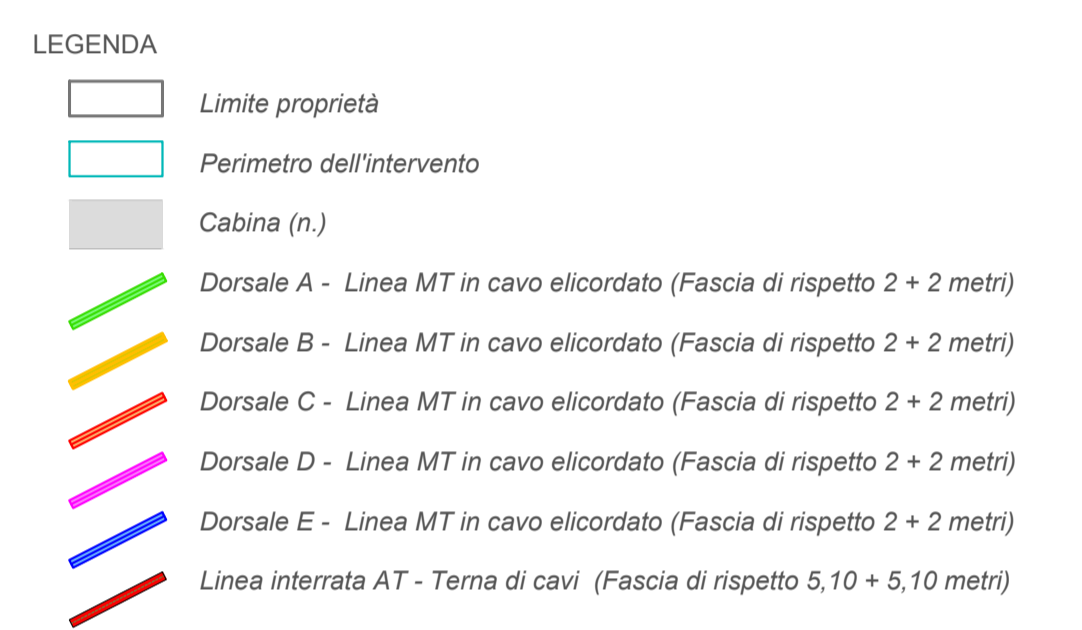 LEGENDA
Limite proprietà
Perimetro dell'intervento
Cabina (n.)
Dorsale A -  Linea MT in cavo elicordato (Fascia di rispetto 2 + 2 metri)
Dorsale B -  Linea MT in cavo elicordato (Fascia di rispetto 2 + 2 metri)
Dorsale C -  Linea MT in cavo elicordato (Fascia di rispetto 2 + 2 metri)
Dorsale D -  Linea MT in cavo elicordato (Fascia di rispetto 2 + 2 metri)
Dorsale E -  Linea MT in cavo elicordato (Fascia di rispetto 2 + 2 metri)
Linea interrata AT - Terna di cavi  (Fascia di rispetto 5,10 + 5,10 metri)